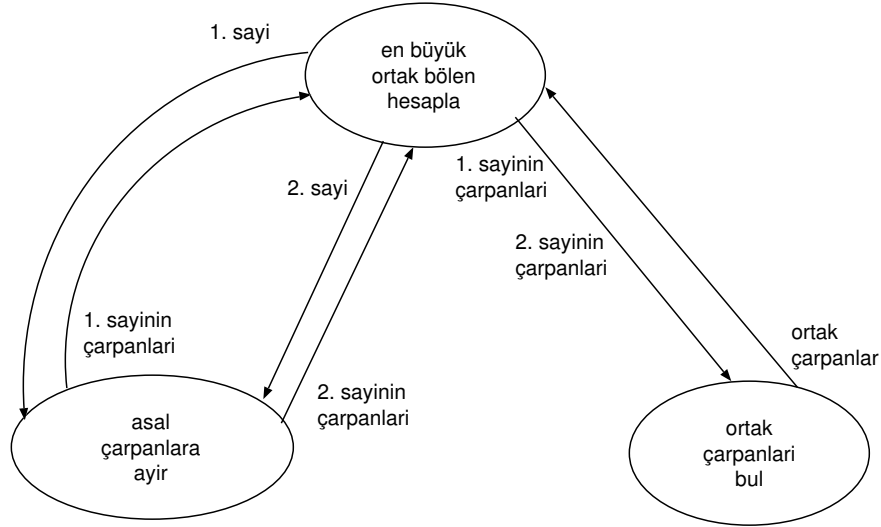 1. sayi
en büyük
ortak bölen
hesapla
2. sayi
1. sayinin
çarpanlari
2. sayinin
çarpanlari
1. sayinin
çarpanlari
ortak
çarpanlar
2. sayinin
çarpanlari
asal
çarpanlara
ayir
ortak
çarpanlari
bul